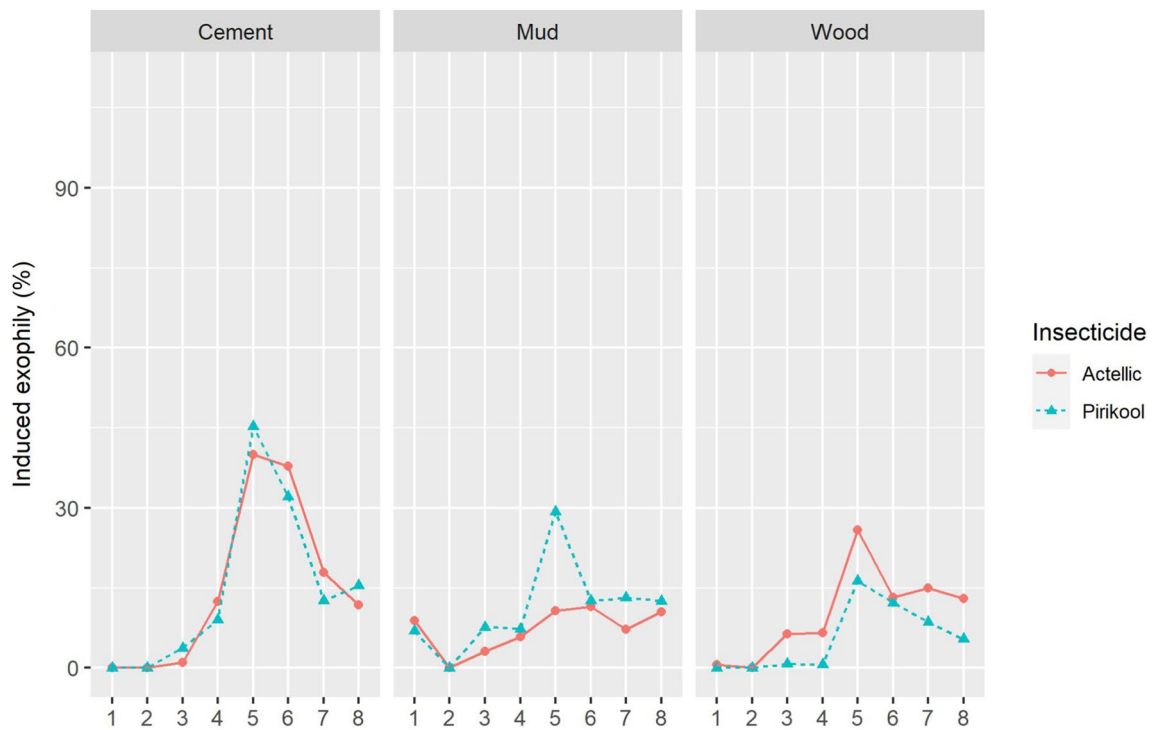 Cement Mud Wood
Induced exophily (%)
90
60
30
0
1 2 3 4 5 6 7 8 1 2 3 4 5 6 7 8 1 2 3 4 5 6 7 8
Insecticide
Actellic
Pirikool